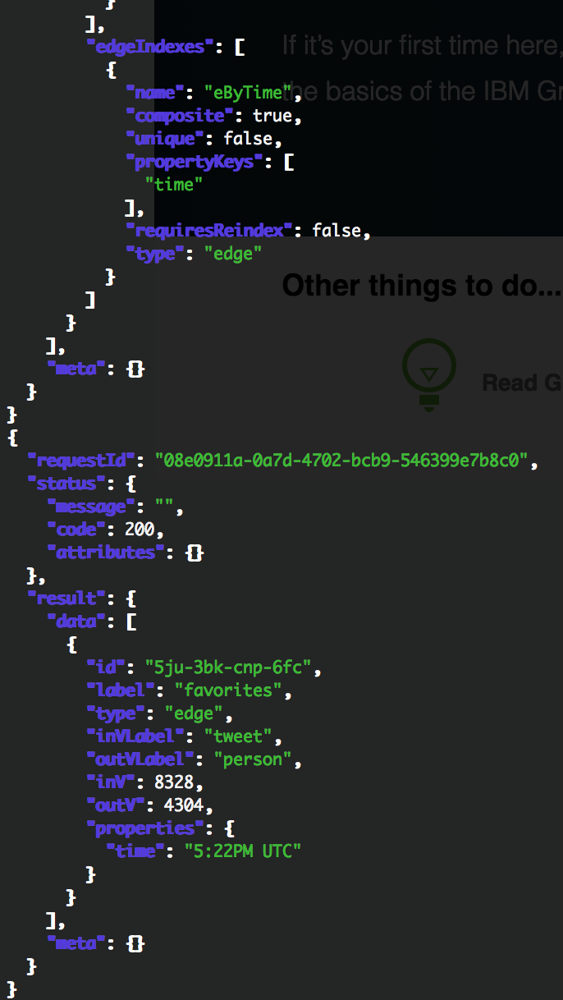 }
],
"edgeIndexes": [
{
"name": "eByTime",
"composite": true,
"unique": false,
"propertyKeys": [
"time"
],
"requiresReindex": false,
"type": "edge"
}
]
}
],
"meta": {}
}
}
{
"requestId": "08e0911a-0a7d-4702-bcb9-546399e7b8c0",
"status": {
"message": "",
"code": 200,
"attributes": {}
},
"result": {
"data": [
{
"id": "5ju-3bk-cnp-6fc",
"label": "favorites",
"type": "edge",
"inVLabel": "tweet",
"outVLabel": "person",
"inV": 8328,
"outV": 4304,
"properties": {
"time": "5:22PM UTC"
}
}
],
"meta": {}
}
}
If it's your first time here,
the basics of the IBM Gr
Other things to do...
Read G